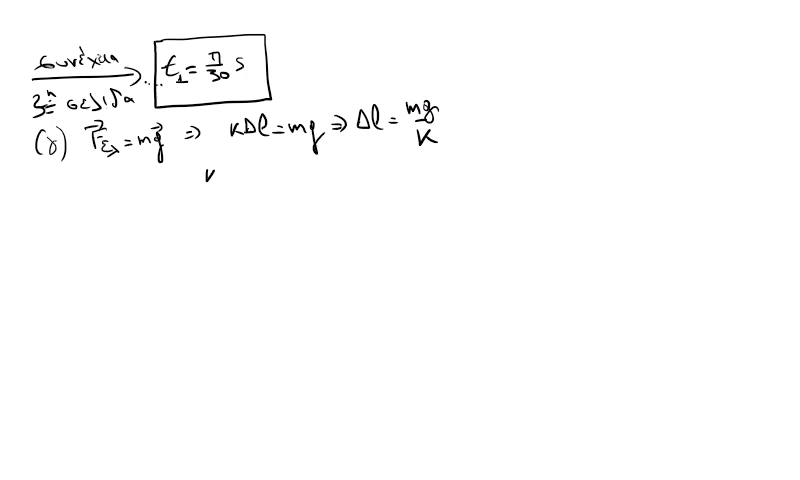 συνέχεια
3η σελίδα ... t₁ = π/30 s
(γ) F⃗ελ = mg⃗ ⇒ KΔl = mg ⇒ Δl = mg/K